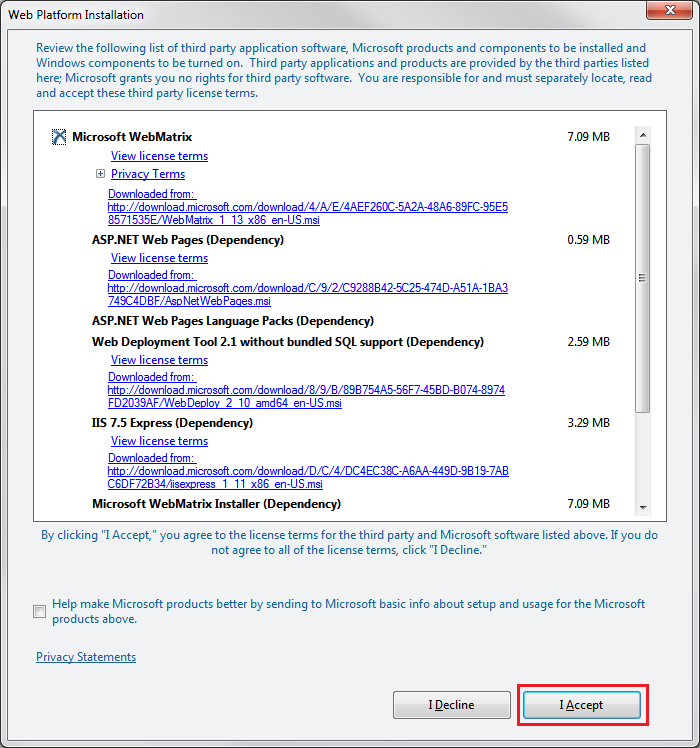 Web Platform Installation
Review the following list of third party application software, Microsoft products and components to be installed and
Windows components to be turned on. Third party applications and products are provided by the third parties listed
here; Microsoft grants you no rights for third party software. You are responsible for and must separately locate, read
and accept these third party license terms.
Microsoft WebMatrix 7.09 MB
View license terms
Privacy Terms
Downloaded from:
http://download.microsoft.com/download/4/A/E/4AEF260C-5A2A-48A6-89FC-95E5
8571535E/WebMatrix_1_13_x86_en-US.msi
ASP.NET Web Pages (Dependency) 0.59 MB
View license terms
Downloaded from:
http://download.microsoft.com/download/C/9/2/C9288B42-5C25-474D-A51A-1BA3
749C4DBF/AspNetWebPages.msi
ASP.NET Web Pages Language Packs (Dependency)
Web Deployment Tool 2.1 without bundled SQL support (Dependency) 2.59 MB
View license terms
Downloaded from:
http://download.microsoft.com/download/8/9/B/89B754A5-56F7-45BD-B074-8974
FD2039AF/WebDeploy_2_10_amd64_en-US.msi
IIS 7.5 Express (Dependency) 3.29 MB
View license terms
Downloaded from:
http://download.microsoft.com/download/D/C/4/DC4EC38C-A6AA-449D-9B19-7AB
C6DF72B34/iisexpress_1_11_x86_en-US.msi
Microsoft WebMatrix Installer (Dependency) 7.09 MB
By clicking "I Accept," you agree to the license terms for the third party and Microsoft software listed above. If you do
not agree to all of the license terms, click "I Decline."
Help make Microsoft products better by sending to Microsoft basic info about setup and usage for the Microsoft
products above.
Privacy Statements
I Decline
I Accept